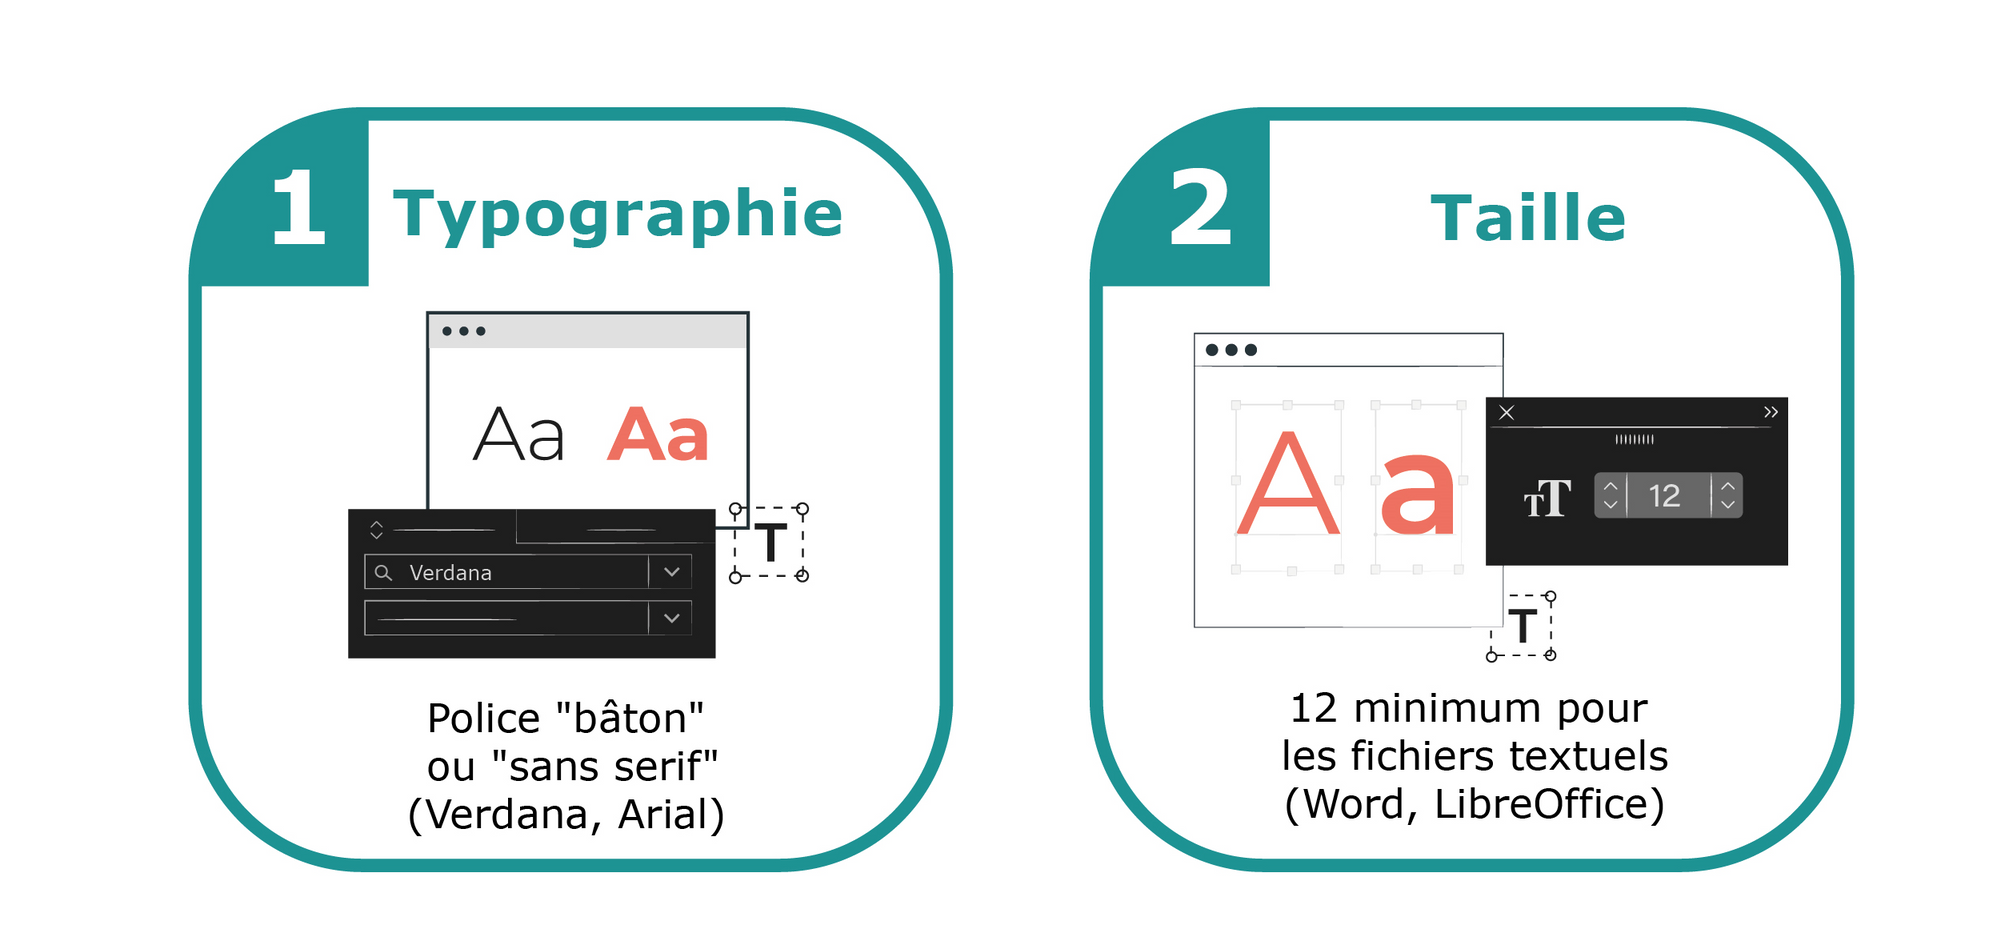 1
Typographie
Aa Aa
Verdana
T
Police "bâton"
ou "sans serif"
(Verdana, Arial)
2
Taille
A a
TT 12
T
12 minimum pour
les fichiers textuels
(Word, LibreOffice)